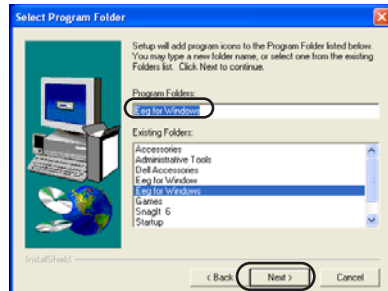 Select Program Folder
Setup will add program icons to the Program Folder listed below.
You may type a new folder name, or select one from the existing
Folders list. Click Next to continue.
Program Folders:
Eeg for Windows
Existing Folders:
Accessories
Administrative Tools
Dell Accessories
Eeg for Window
Eeg for Windows
Games
SnagIt 6
Startup
InstallShield
< Back
Next >
Cancel